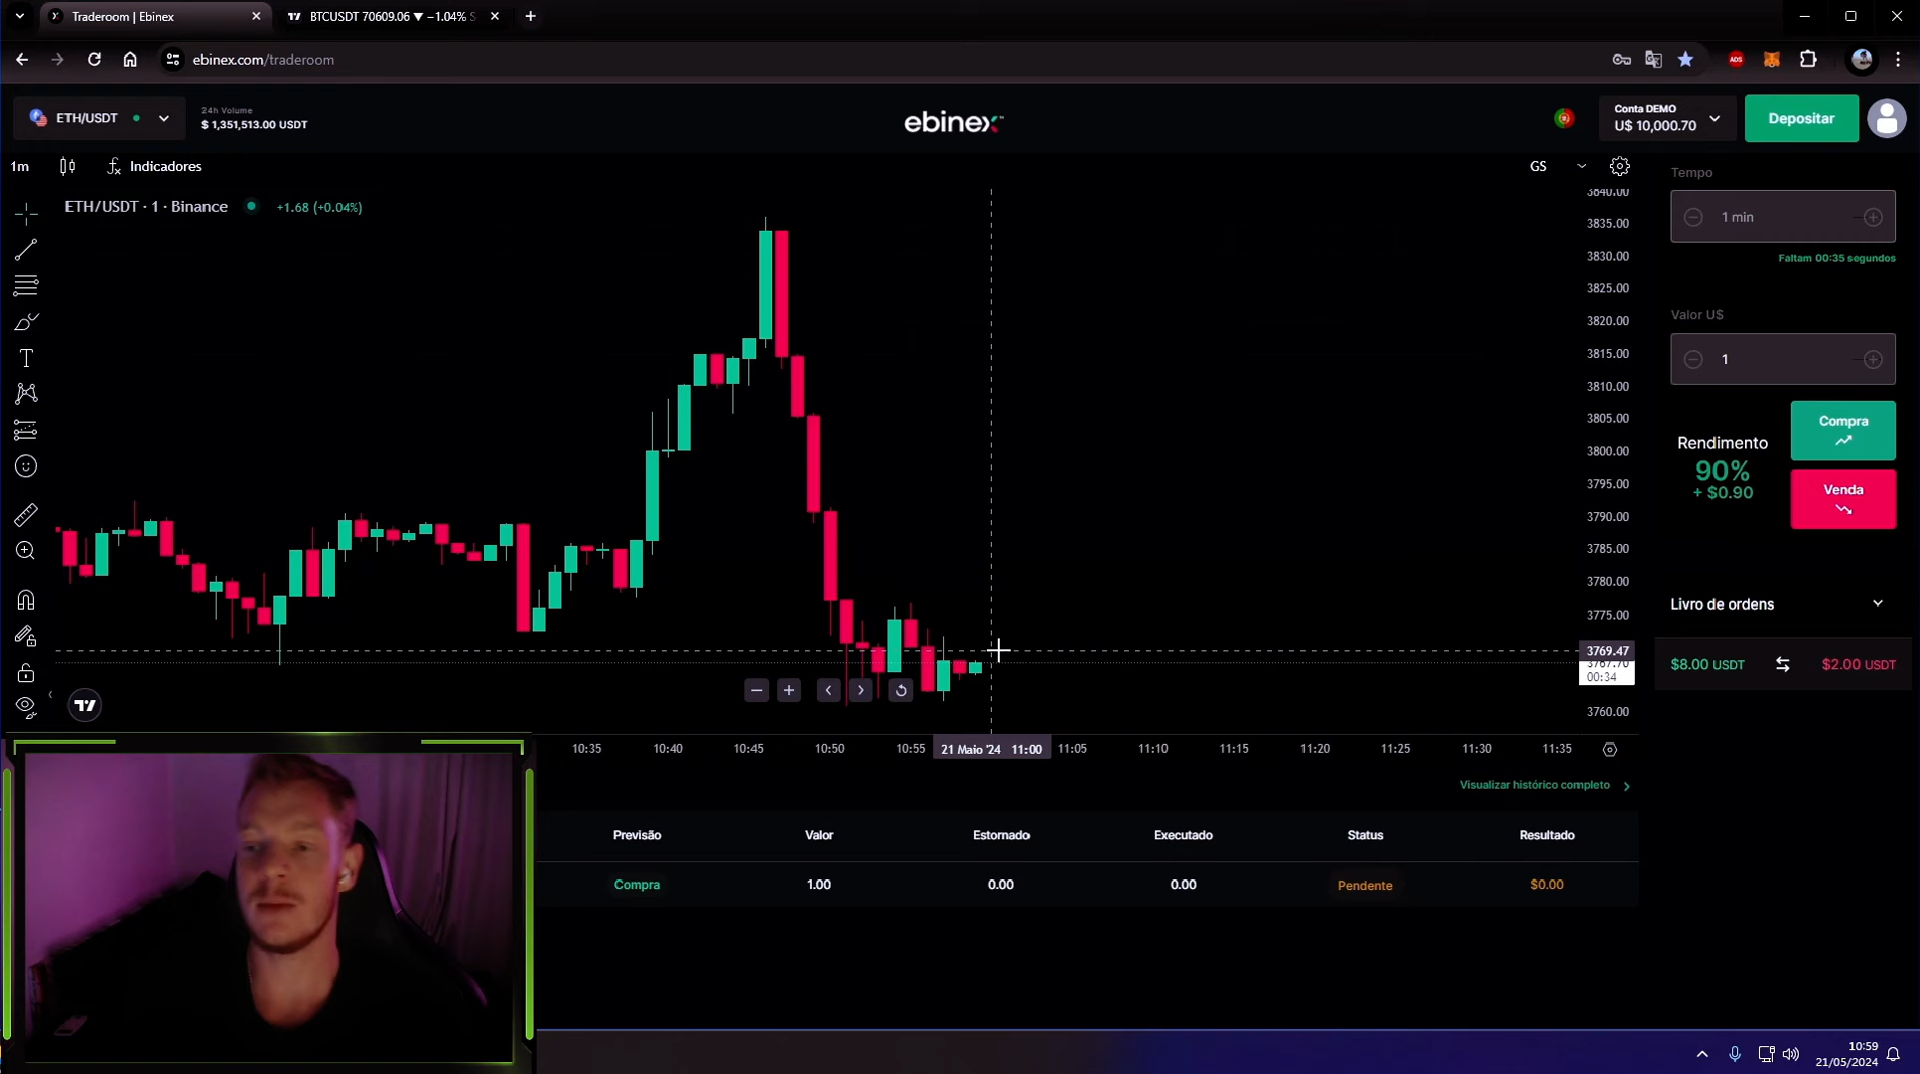 Traderoom | Ebinex
BTCUSDT 70609.06 ▼ −1.04%
ebinex.com/traderoom
ADS
ETH/USDT
24h Volume
$ 1,351,513.00 USDT
ebinex
Conta DEMO
U$ 10,000.70
Depositar
1m
Indicadores
GS
ETH/USDT · 1 · Binance
+1.68 (+0.04%)
3840.00
3835.00
3830.00
3825.00
3820.00
3815.00
3810.00
3805.00
3800.00
3795.00
3790.00
3785.00
3780.00
3775.00
3769.47
3767.70
00:34
3760.00
Tempo
1 min
Faltam 00:35 segundos
Valor U$
1
Rendimento
90%
+ $0.90
Compra
Venda
Livro de ordens
$8.00 USDT
$2.00 USDT
10:35
10:40
10:45
10:50
10:55
21 Maio '24 11:00
11:05
11:10
11:15
11:20
11:25
11:30
11:35
Visualizar histórico completo
Previsão
Valor
Estornado
Executado
Status
Resultado
Compra
1.00
0.00
0.00
Pendente
$0.00
10:59
21/05/2024